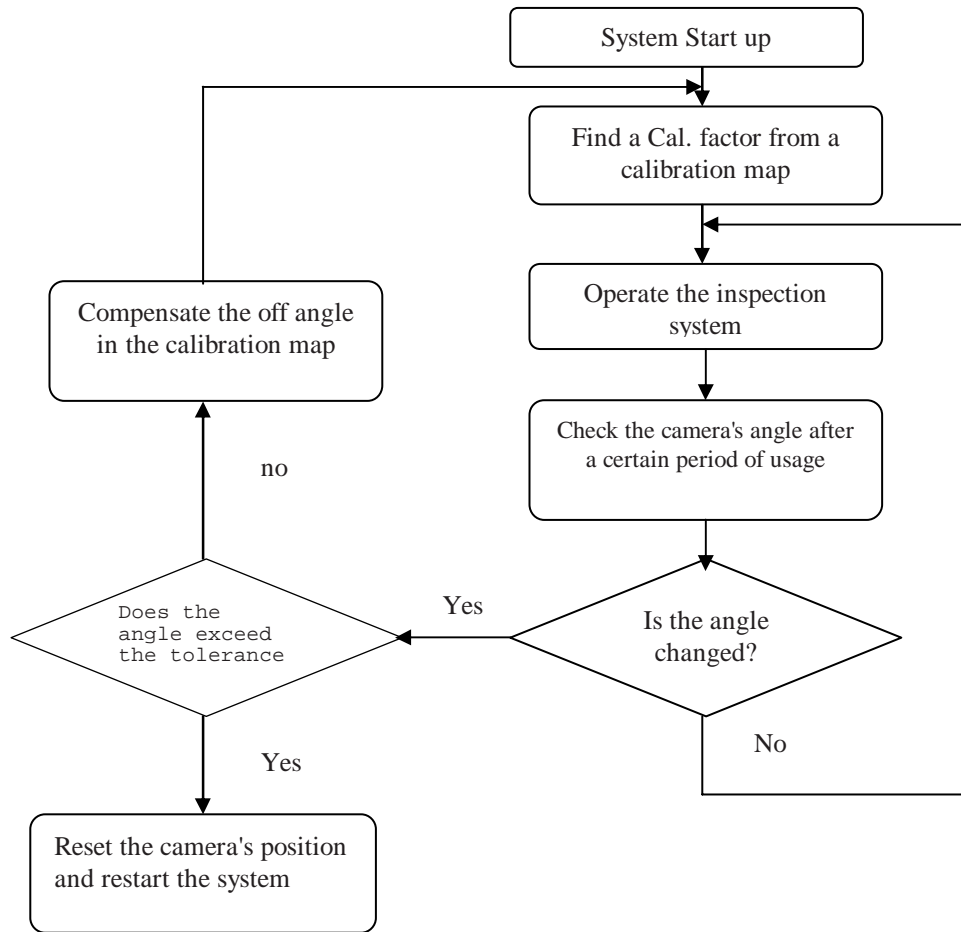 System Start up
Find a Cal. factor from a
calibration map
Operate the inspection
system
Compensate the off angle
in the calibration map
Check the camera's angle after
a certain period of usage
no
Yes
Does the
angle exceed
the tolerance
Is the angle
changed?
No
Yes
Reset the camera's position
and restart the system